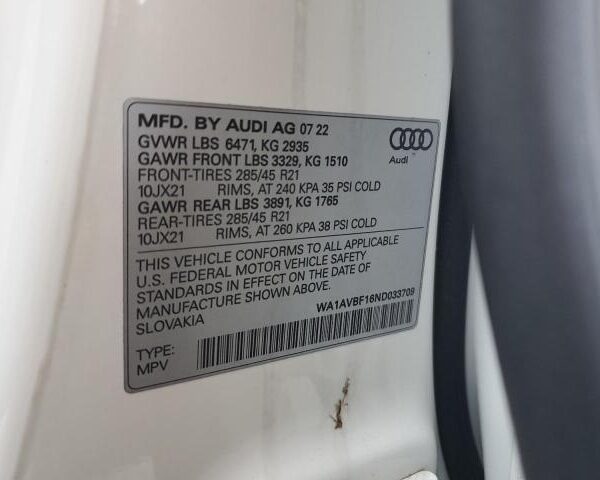 MFD. BY AUDI AG 07 22
GVWR LBS 6471, KG 2935
GAWR FRONT LBS 3329, KG 1510
FRONT-TIRES 285/45 R21
10JX21 RIMS, AT 240 KPA 35 PSI COLD
GAWR REAR LBS 3891, KG 1765
REAR-TIRES 285/45 R21
10JX21 RIMS, AT 260 KPA 38 PSI COLD
Audi
THIS VEHICLE CONFORMS TO ALL APPLICABLE
U.S. FEDERAL MOTOR VEHICLE SAFETY
STANDARDS IN EFFECT ON THE DATE OF
MANUFACTURE SHOWN ABOVE.
SLOVAKIA
WA1AVBF16ND033709
TYPE:
MPV